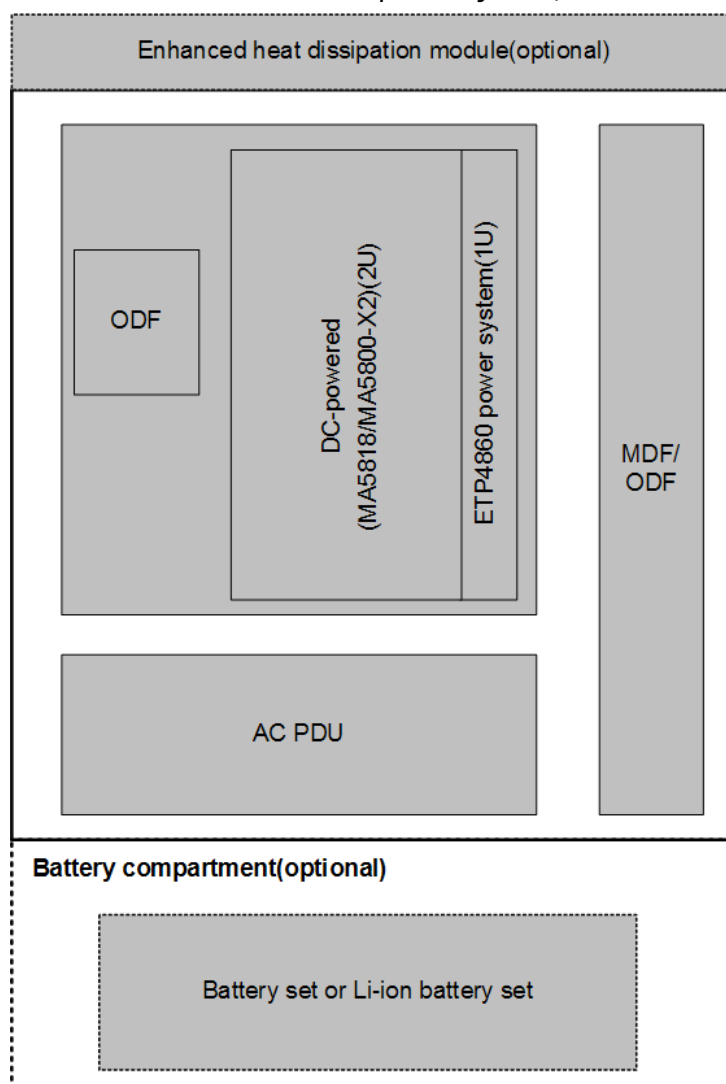 Enhanced heat dissipation module(optional)
ODF
DC-powered
(MA5818/MA5800-X2)(2U)
ETP4860 power system(1U)
MDF/
ODF
AC PDU
Battery compartment(optional)
Battery set or Li-ion battery set